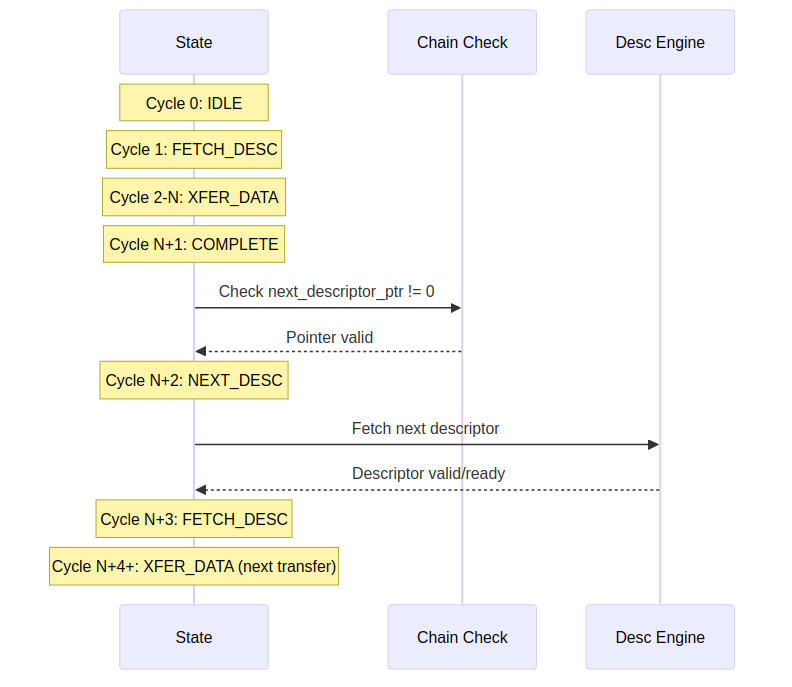 State
Chain Check
Desc Engine
Cycle 0: IDLE
Cycle 1: FETCH_DESC
Cycle 2-N: XFER_DATA
Cycle N+1: COMPLETE
Check next_descriptor_ptr != 0
Pointer valid
Cycle N+2: NEXT_DESC
Fetch next descriptor
Descriptor valid/ready
Cycle N+3: FETCH_DESC
Cycle N+4+: XFER_DATA (next transfer)
State
Chain Check
Desc Engine